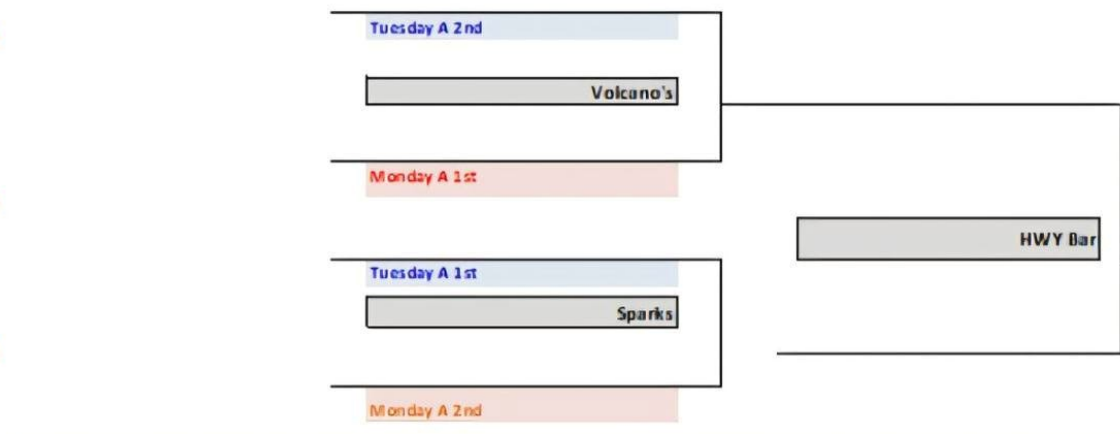 Tuesday A 2nd
Volcano's
Monday A 1st
HWY Bar
Tuesday A 1st
Sparks
Monday A 2nd